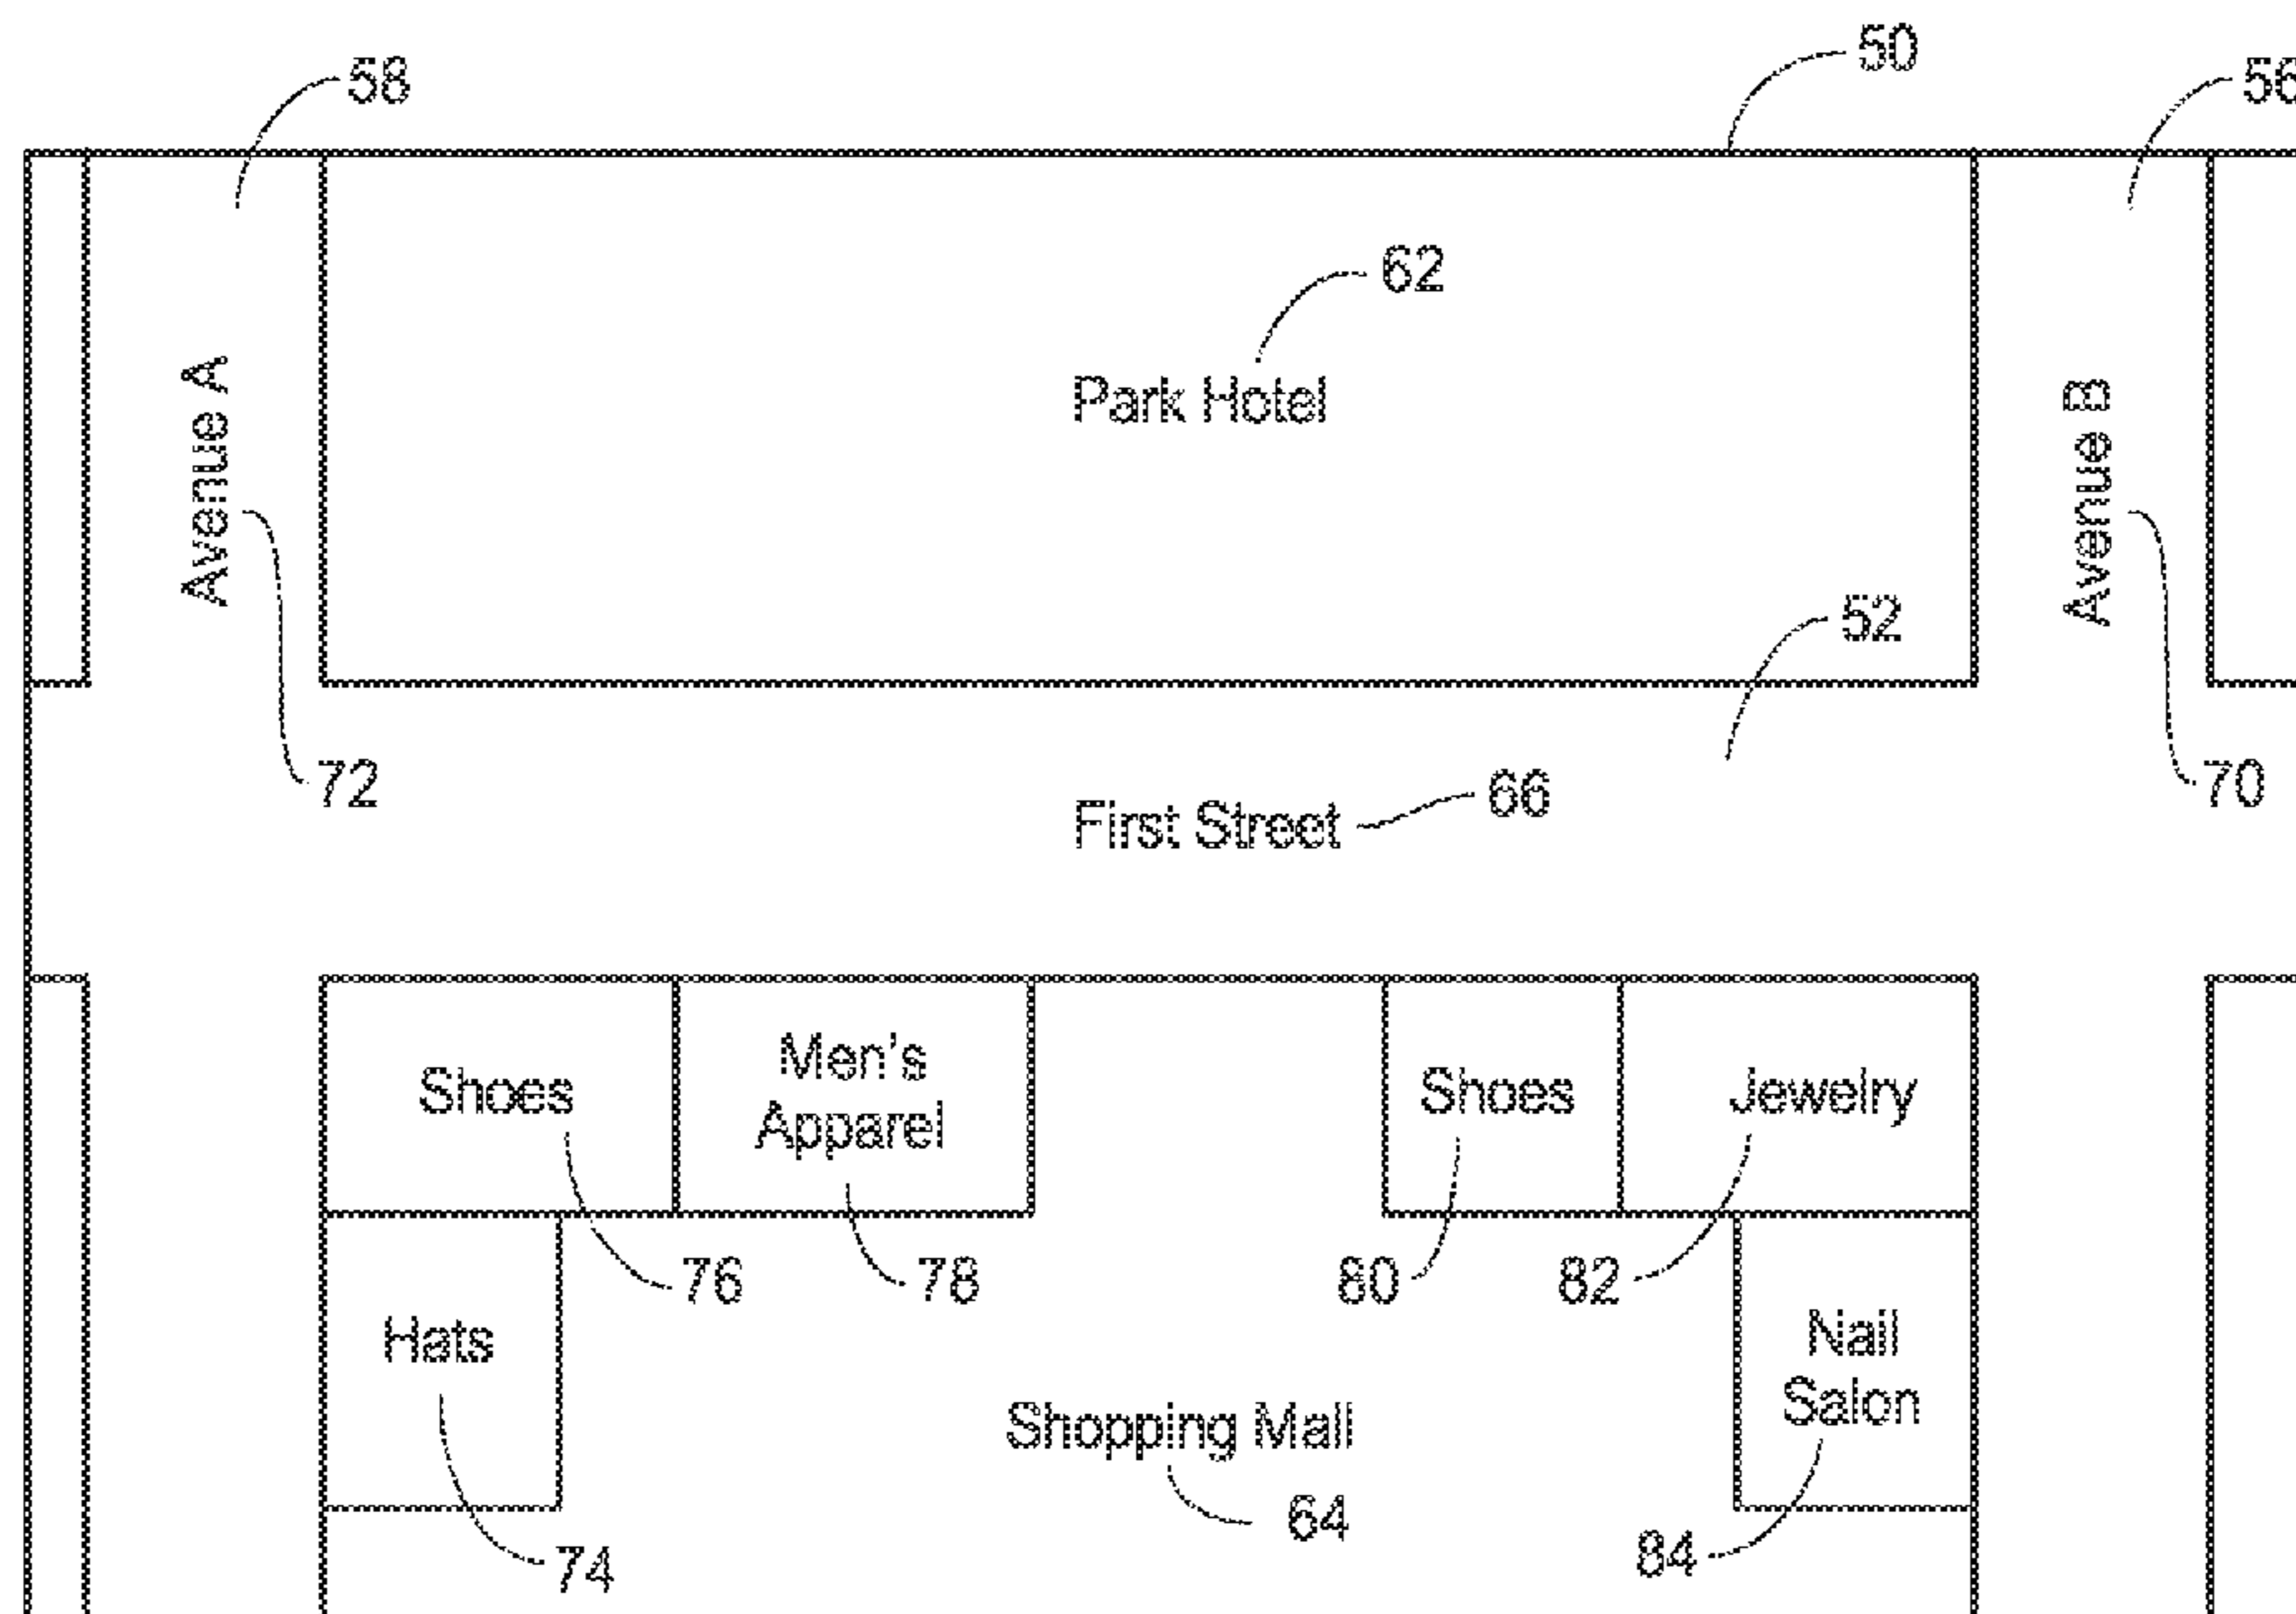 50
58
56
62
Park Hotel
Avenue A
Avenue B
52
72
66
70
First Street
Men's
Shoes
Apparel
Shoes
Jewelry
76
78
80
82
Hats
Nail
Salon
Shopping Mall
64
74
84